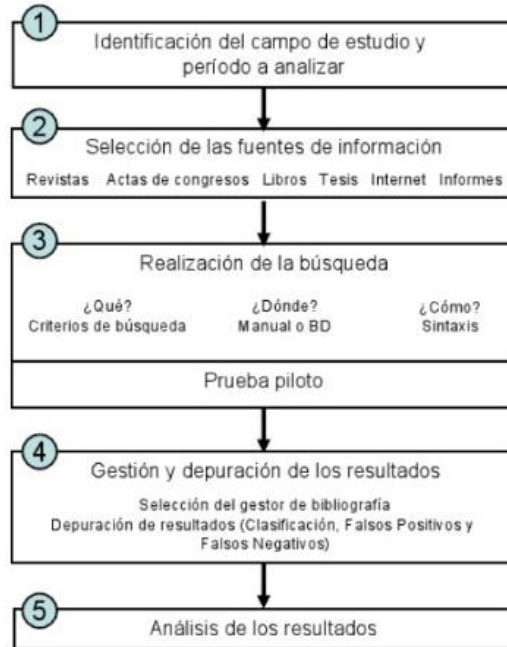 1
Identificación del campo de estudio y
período a analizar
2
Selección de las fuentes de información
Revistas Actas de congresos Libros Tesis Internet Informes
3
Realización de la búsqueda
¿Qué? ¿Dónde? ¿Cómo?
Criterios de búsqueda Manual o BD Sintaxis
Prueba piloto
4
Gestión y depuración de los resultados
Selección del gestor de bibliografía
Depuración de resultados (Clasificación, Falsos Positivos y
Falsos Negativos)
5
Análisis de los resultados